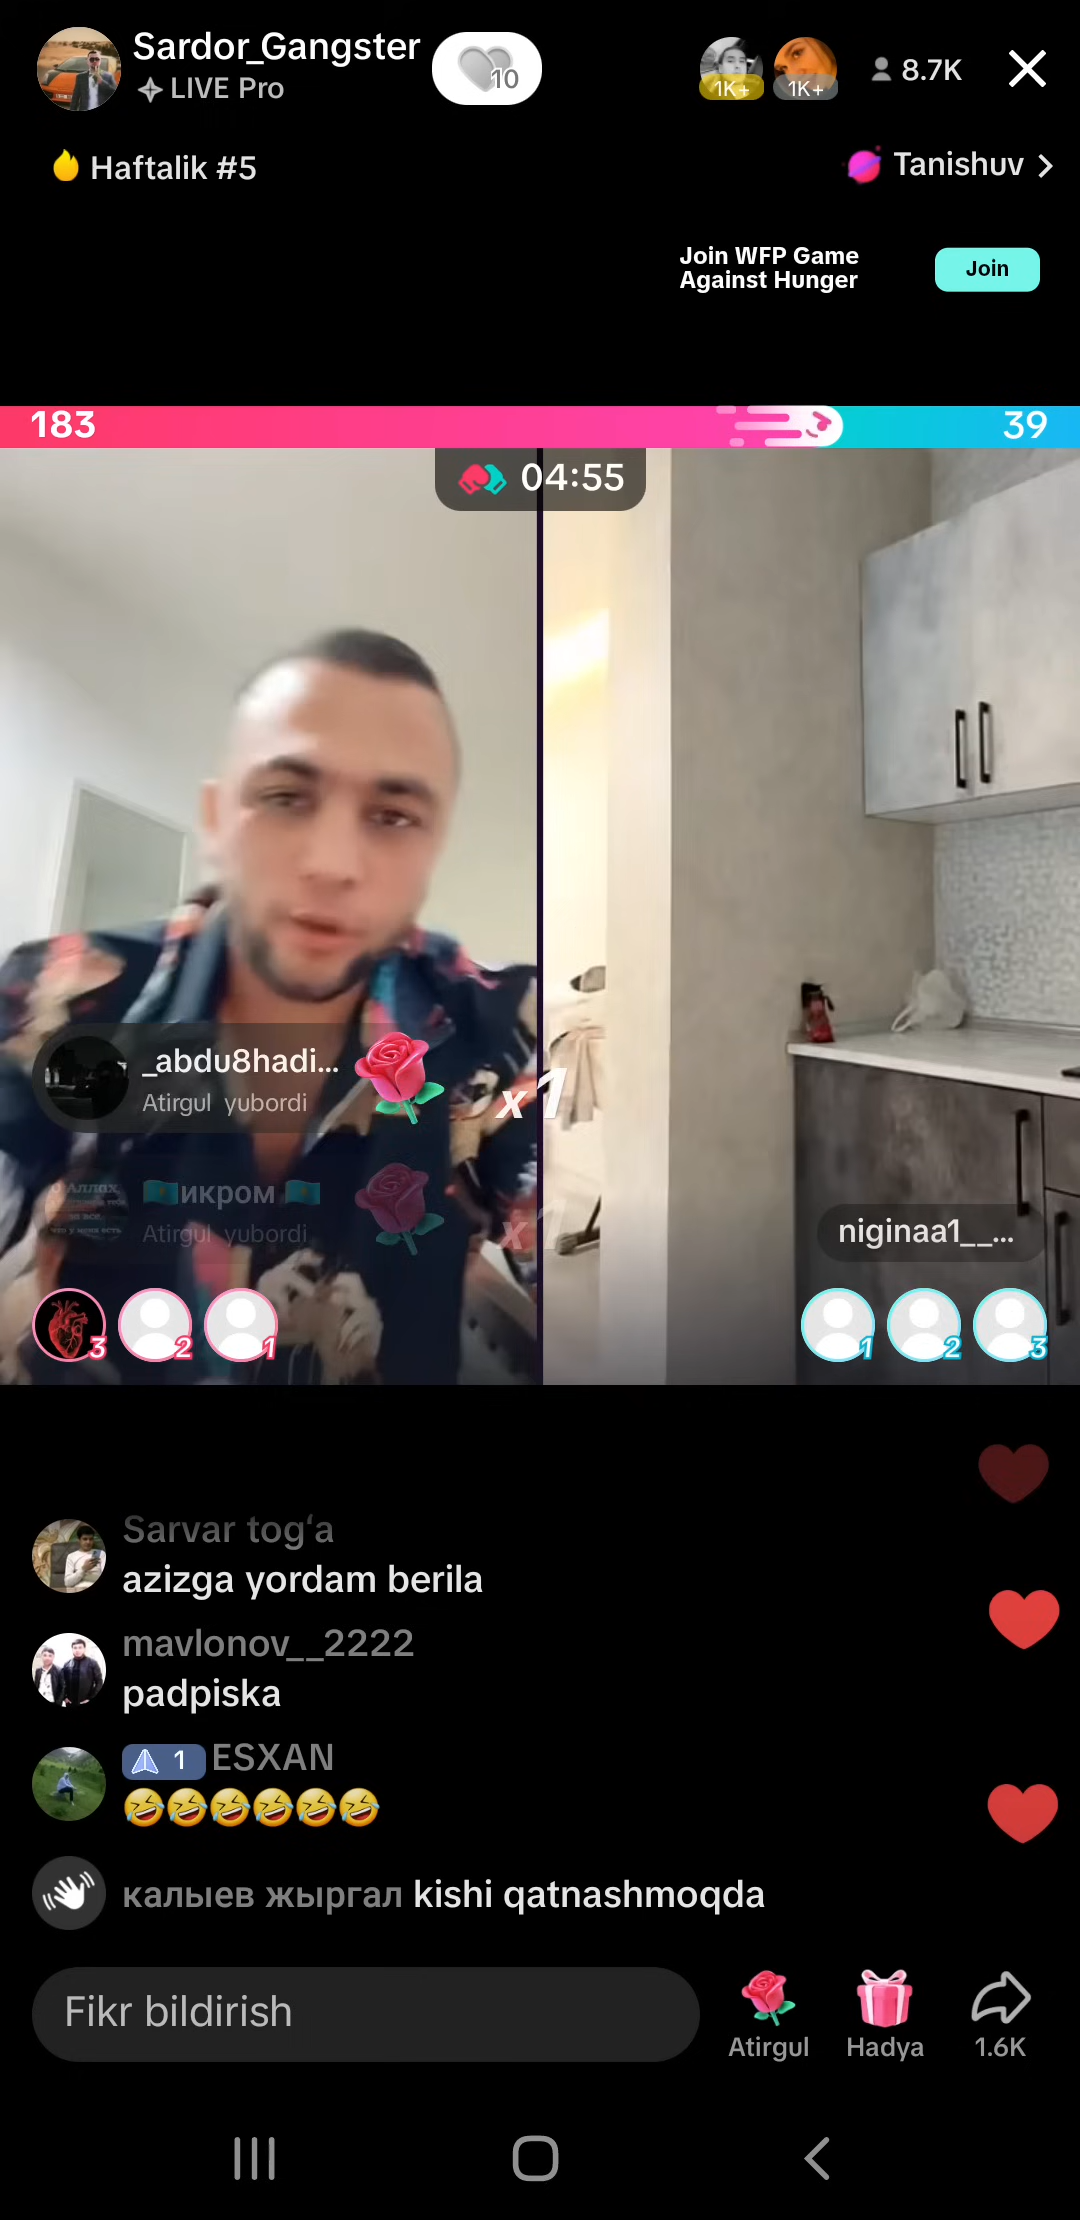 Sardor_Gangster
LIVE Pro
10
1K+
1K+
8.7K
Haftalik #5
Tanishuv
Join WFP Game
Against Hunger
Join
183
39
04:55
_abdu8hadi...
Atirgul yubordi
x1
икром
Atirgul yubordi
x1
niginaa1__...
3
2
1
1
2
3
Sarvar tog‘a
azizga yordam berila
mavlonov__2222
padpiska
1 ESXAN
🤣🤣🤣🤣🤣🤣
калыев жыргал kishi qatnashmoqda
Fikr bildirish
Atirgul
Hadya
1.6K